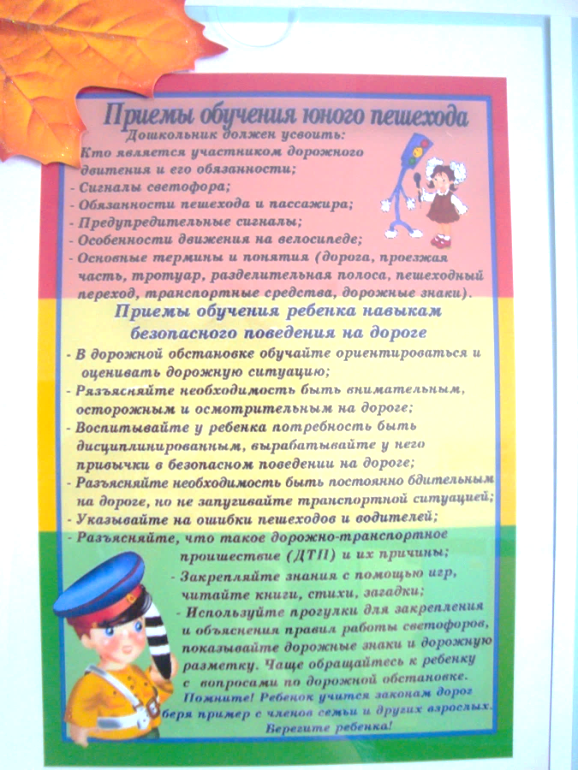 Приемы обучения юного пешехода
Дошкольник должен усвоить:
Кто является участником дорожного
двитения и его обязанности;
- Сигналы светофора;
- Обязанности пешехода и пассажира;
- Предупредительные сигналы;
- Особенности движения на велосипеде;
- Основные термины и понятия (дорога, проезжая
часть, тротуар, разделительная полоса, пешеходный
переход, транспортные средства, дорожные знаки).
Приемы обучения ребенка навыкам
безопасного поведения на дороге
- В дорожной обстановке обучайте ориентироваться и
оценивать дорожную ситуацию;
- Рязъясняйте необходимость быть внимательным,
осторожным и осмотрительным на дороге;
- Воспитывайте у ребенка потребность быть
дисциплинированным, вырабатывайте у него
привычки в безопасном поведении на дороге;
- Разъясняйте необходимость быть постоянно бдительным
на дороге, но не запугивайте транспортной ситуацией;
- Указывайте на ошибки пешеходов и водителей;
- Разъясняйте, что такое дорожно-транспортное
проишествие (ДТП) и их причины;
- Закрепляйте знания с помощью игр,
читайте книги, стихи, загадки;
- Используйте прогулки для закрепления
и объяснения правил работы светофоров,
показывайте дорожные знаки и дорожную
разметку. Чаще обращайтесь к ребенку
с вопросами по дорожной обстановке.
Помните! Ребенок учится законам дорог
беря пример с членов семьи и других взрослых.
Берегите ребенка!